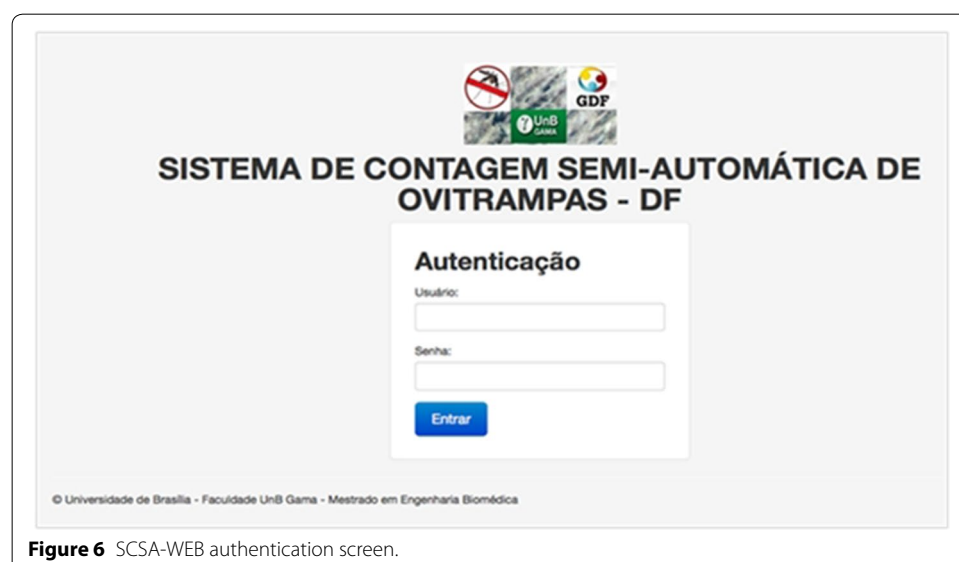 GDF
UnB
GAMA
SISTEMA DE CONTAGEM SEMI-AUTOMÁTICA DE
OVITRAMPAS - DF
Autenticação
Usuário:
Senha:
Entrar
© Universidade de Brasília - Faculdade UnB Gama - Mestrado em Engenharia Biomédica
Figure 6 SCSA-WEB authentication screen.